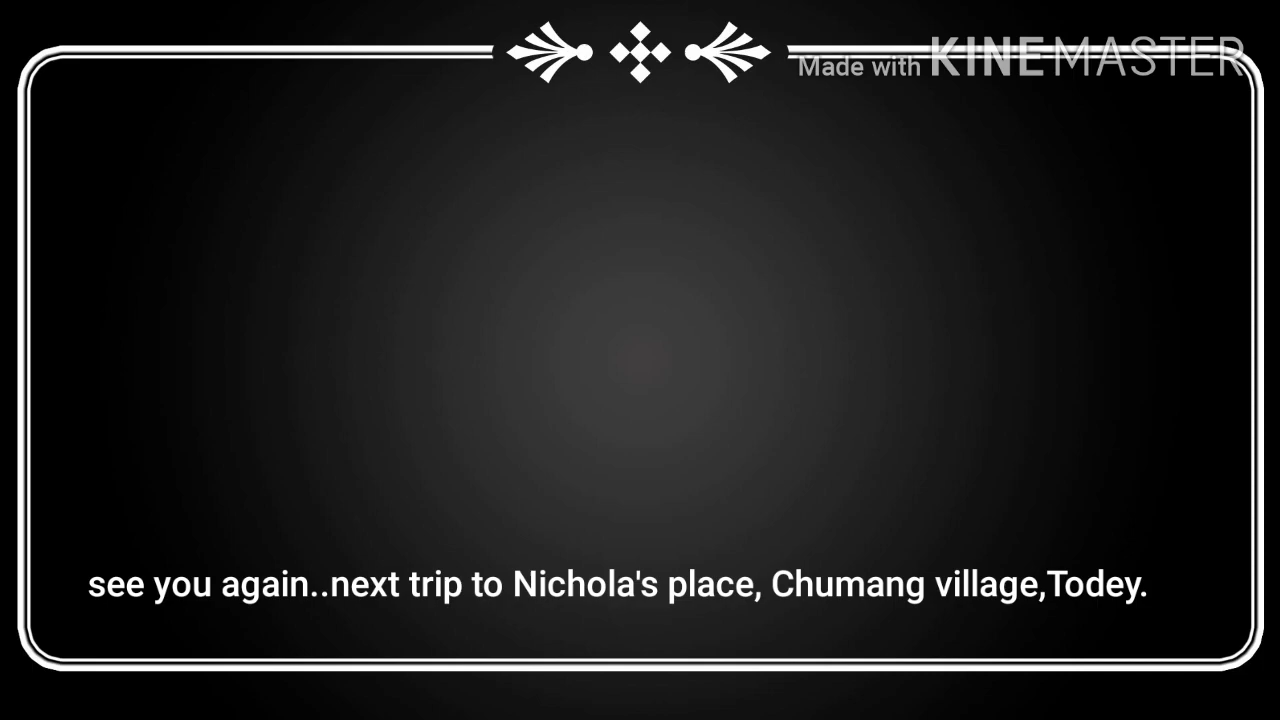 Made with KINEMASTER
see you again..next trip to Nichola's place, Chumang village,Todey.